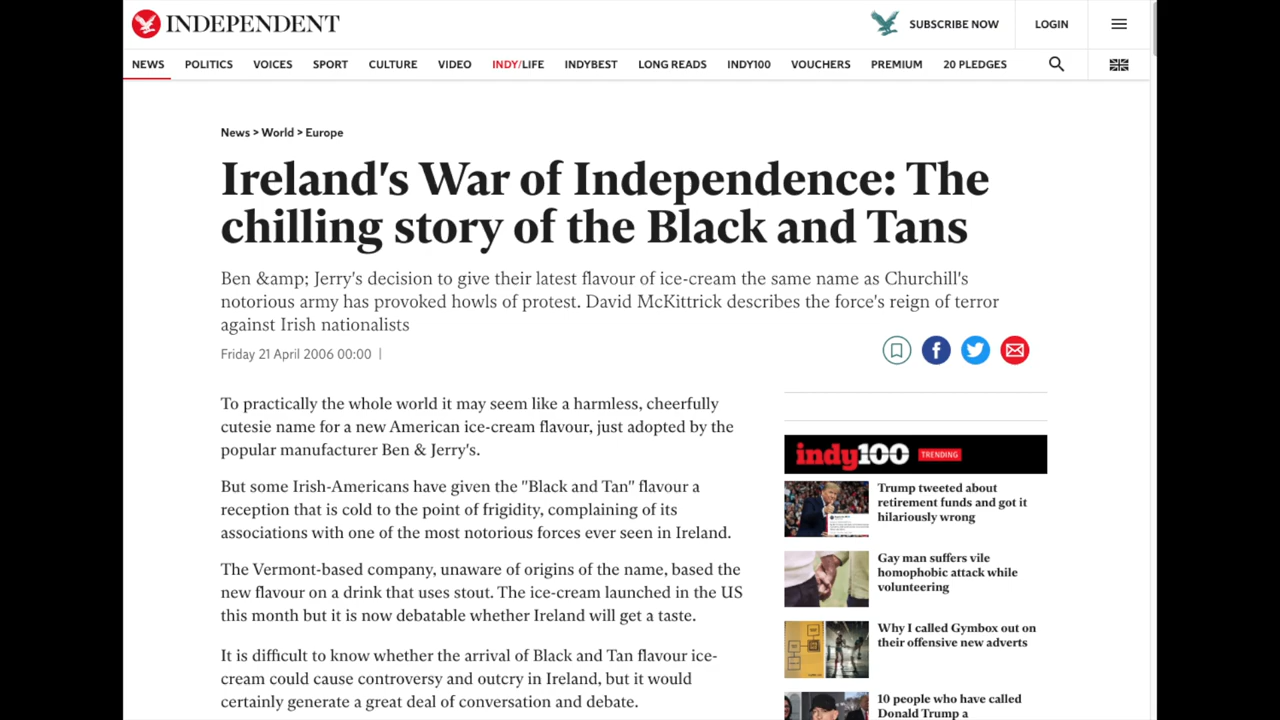 INDEPENDENT
SUBSCRIBE NOW
LOGIN
NEWS POLITICS VOICES SPORT CULTURE VIDEO INDY/LIFE INDYBEST LONG READS INDY100 VOUCHERS PREMIUM 20 PLEDGES
News > World > Europe
Ireland's War of Independence: The
chilling story of the Black and Tans
Ben &amp; Jerry's decision to give their latest flavour of ice-cream the same name as Churchill's
notorious army has provoked howls of protest. David McKittrick describes the force's reign of terror
against Irish nationalists
Friday 21 April 2006 00:00 |
To practically the whole world it may seem like a harmless, cheerfully
cutesie name for a new American ice-cream flavour, just adopted by the
popular manufacturer Ben & Jerry's.
But some Irish-Americans have given the "Black and Tan" flavour a
reception that is cold to the point of frigidity, complaining of its
associations with one of the most notorious forces ever seen in Ireland.
The Vermont-based company, unaware of origins of the name, based the
new flavour on a drink that uses stout. The ice-cream launched in the US
this month but it is now debatable whether Ireland will get a taste.
It is difficult to know whether the arrival of Black and Tan flavour ice-
cream could cause controversy and outcry in Ireland, but it would
certainly generate a great deal of conversation and debate.
indy100 TRENDING
Trump tweeted about
retirement funds and got it
hilariously wrong
Gay man suffers vile
homophobic attack while
volunteering
Why I called Gymbox out on
their offensive new adverts
10 people who have called
Donald Trump a